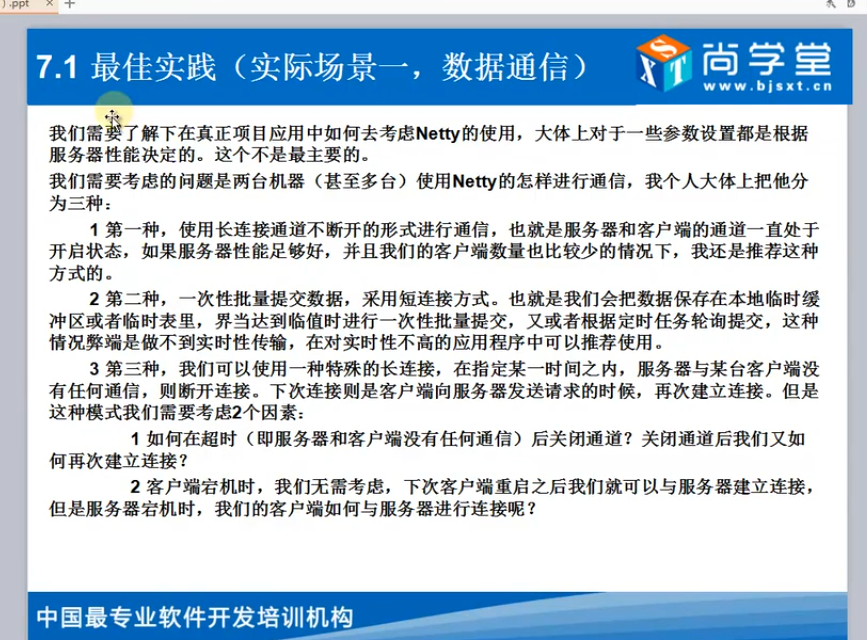 ).ppt
7.1 最佳实践（实际场景一，数据通信）
尚学堂
www.bjsxt.cn
我们需要了解下在真正项目应用中如何去考虑Netty的使用，大体上对于一些参数设置都是根据
服务器性能决定的。这个不是最主要的。
我们需要考虑的问题是两台机器（甚至多台）使用Netty的怎样进行通信，我个人大体上把他分
为三种：
1 第一种，使用长连接通道不断开的形式进行通信，也就是服务器和客户端的通道一直处于
开启状态，如果服务器性能足够好，并且我们的客户端数量也比较少的情况下，我还是推荐这种
方式的。
2 第二种，一次性批量提交数据，采用短连接方式。也就是我们会把数据保存在本地临时缓
冲区或者临时表里，界当达到临值时进行一次性批量提交，又或者根据定时任务轮询提交，这种
情况弊端是做不到实时性传输，在对实时性不高的应用程序中可以推荐使用。
3 第三种，我们可以使用一种特殊的长连接，在指定某一时间之内，服务器与某台客户端没
有任何通信，则断开连接。下次连接则是客户端向服务器发送请求的时候，再次建立连接。但是
这种模式我们需要考虑2个因素：
1 如何在超时（即服务器和客户端没有任何通信）后关闭通道？关闭通道后我们又如
何再次建立连接？
2 客户端宕机时，我们无需考虑，下次客户端重启之后我们就可以与服务器建立连接，
但是服务器宕机时，我们的客户端如何与服务器进行连接呢？
中国最专业软件开发培训机构